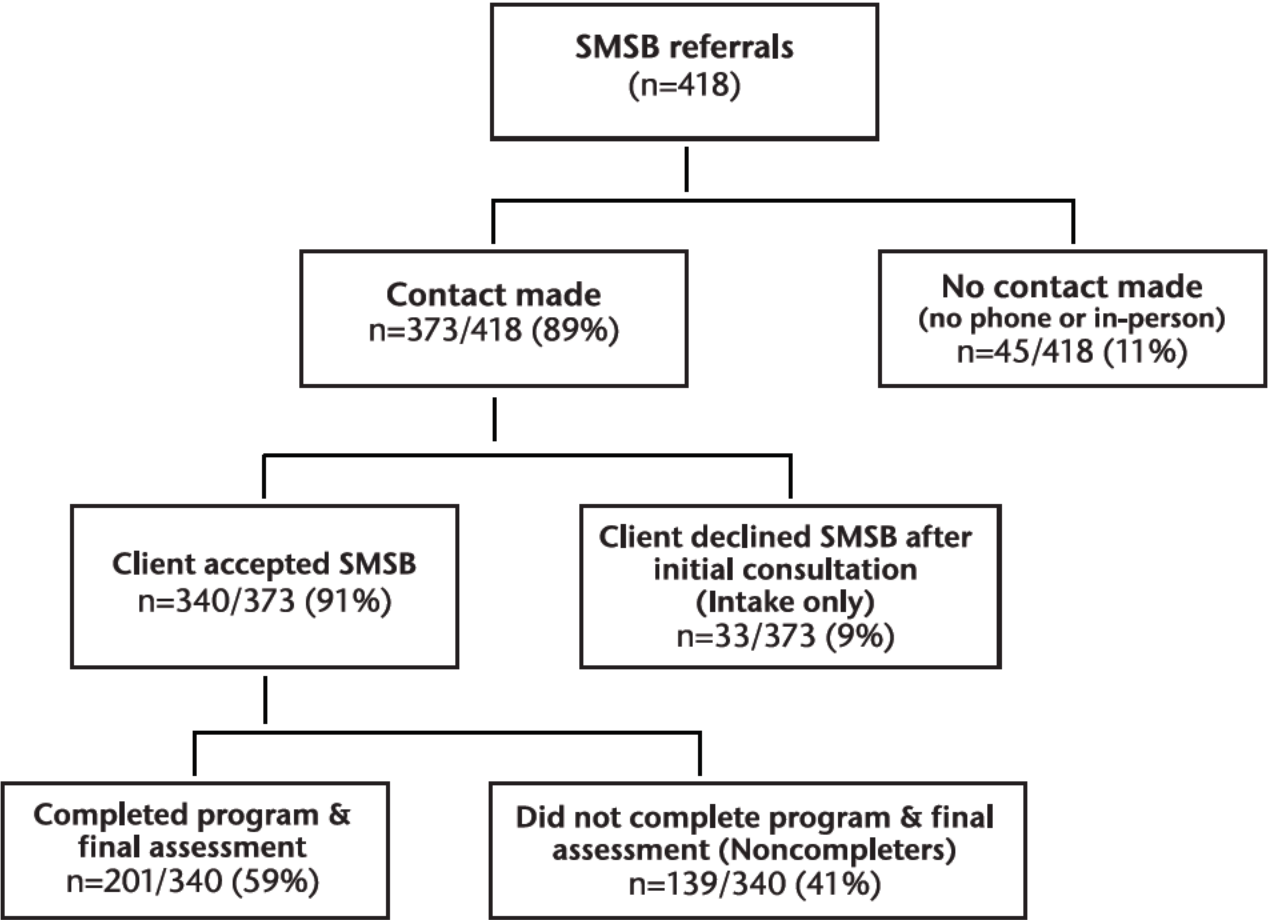 SMSB referrals
(n=418)
Contact made
n=373/418 (89%)
No contact made
(no phone or in-person)
n=45/418 (11%)
Client accepted SMSB
n=340/373 (91%)
Client declined SMSB after
initial consultation
(Intake only)
n=33/373 (9%)
Completed program &
final assessment
n=201/340 (59%)
Did not complete program & final
assessment (Noncompleters)
n=139/340 (41%)